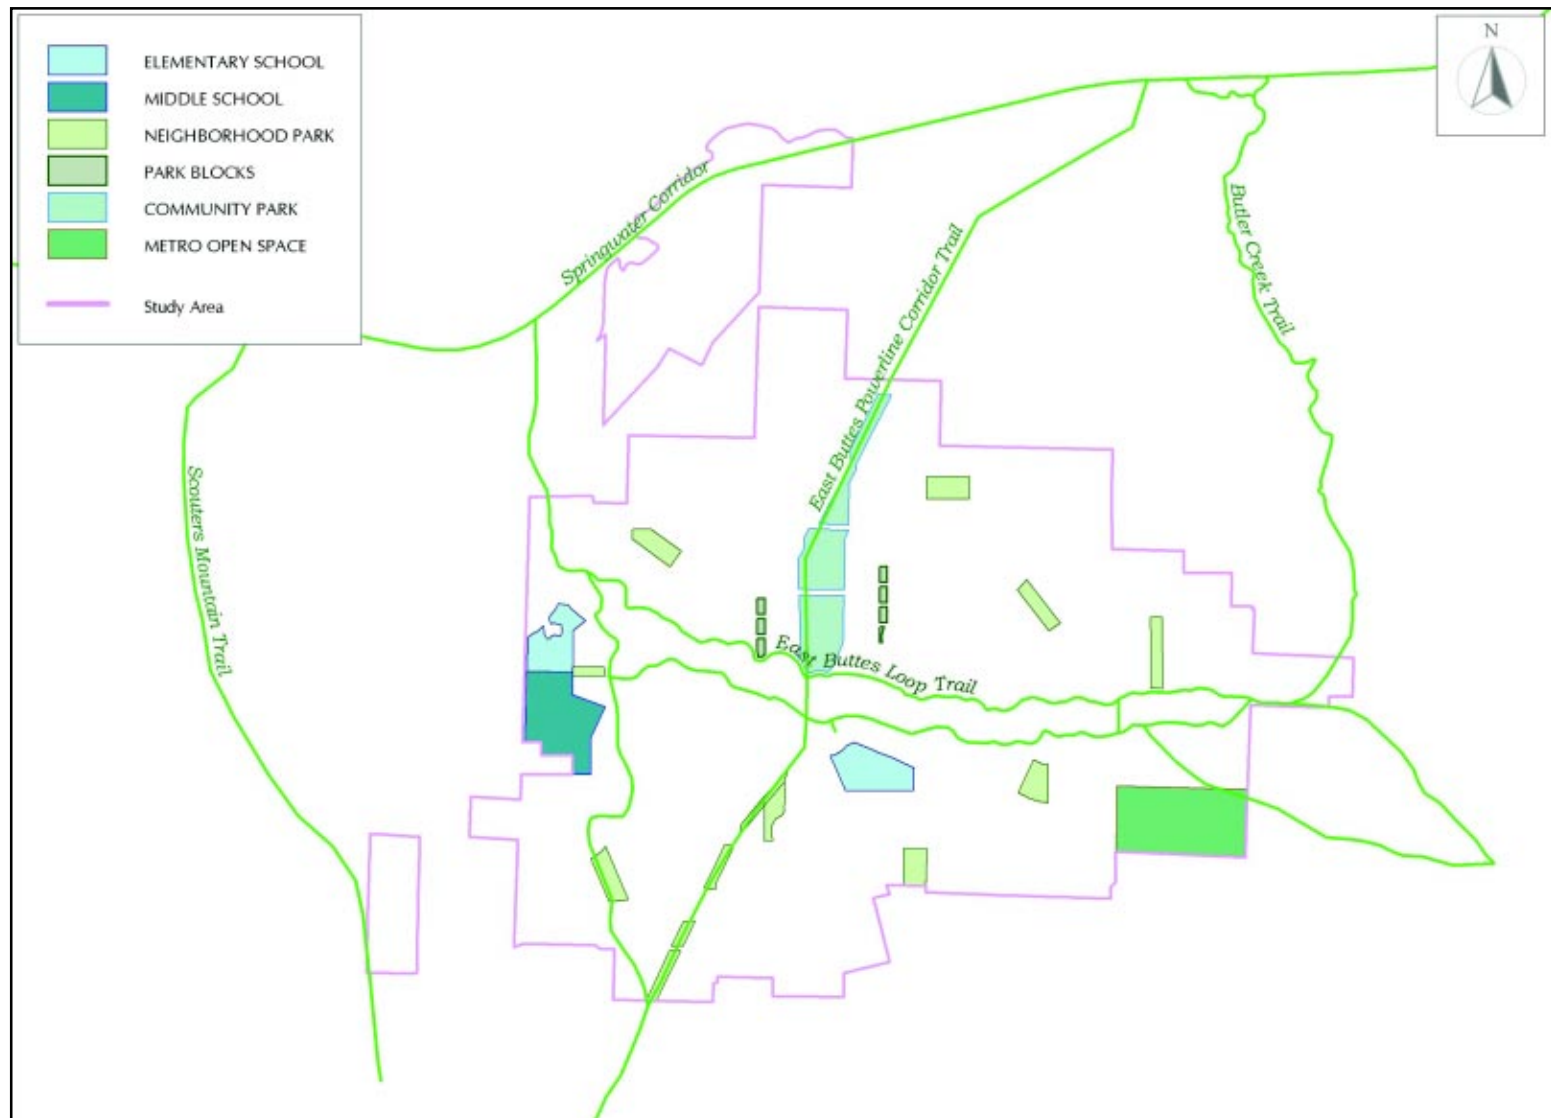 ELEMENTARY SCHOOL
MIDDLE SCHOOL
NEIGHBORHOOD PARK
PARK BLOCKS
COMMUNITY PARK
METRO OPEN SPACE
Study Area
N
Springwater Corridor
East Buttes Powerline Corridor Trail
Butler Creek Trail
Scouters Mountain Trail
East Buttes Loop Trail